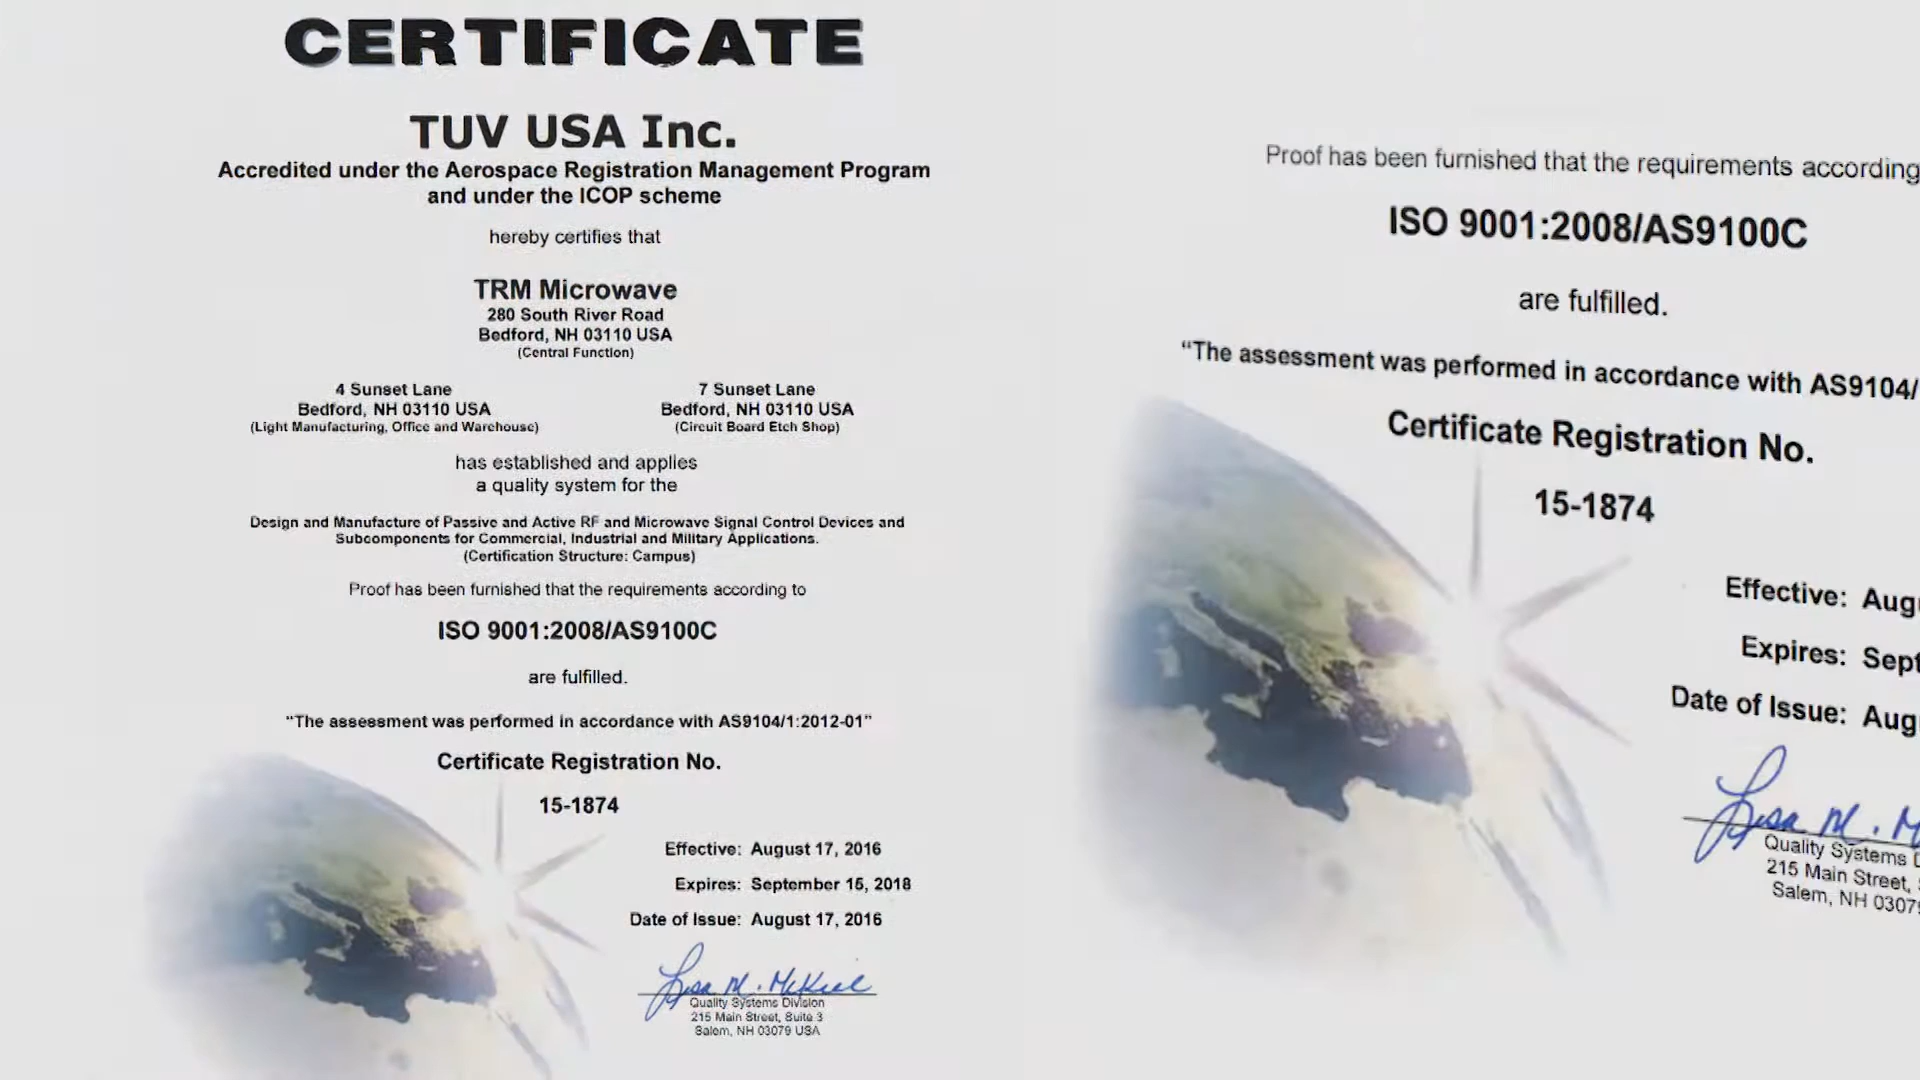 CERTIFICATE
TUV USA Inc.
Accredited under the Aerospace Registration Management Program
and under the ICOP scheme
hereby certifies that
TRM Microwave
280 South River Road
Bedford, NH 03110 USA
(Central Function)
4 Sunset Lane
Bedford, NH 03110 USA
(Light Manufacturing, Office and Warehouse)
7 Sunset Lane
Bedford, NH 03110 USA
(Circuit Board Etch Shop)
has established and applies
a quality system for the
Design and Manufacture of Passive and Active RF and Microwave Signal Control Devices and
Subcomponents for Commercial, Industrial and Military Applications.
(Certification Structure: Campus)
Proof has been furnished that the requirements according to
ISO 9001:2008/AS9100C
are fulfilled.
“The assessment was performed in accordance with AS9104/1:2012-01”
Certificate Registration No.
15-1874
Effective: August 17, 2016
Expires: September 15, 2018
Date of Issue: August 17, 2016
Lisa M. McKiel
Quality Systems Division
215 Main Street, Suite 3
Salem, NH 03079 USA
Proof has been furnished that the requirements according
ISO 9001:2008/AS9100C
are fulfilled.
“The assessment was performed in accordance with AS9104/
Certificate Registration No.
15-1874
Effective: Aug
Expires: Sept
Date of Issue: Aug
Lisa M. M
Quality Systems D
215 Main Street,
Salem, NH 0307